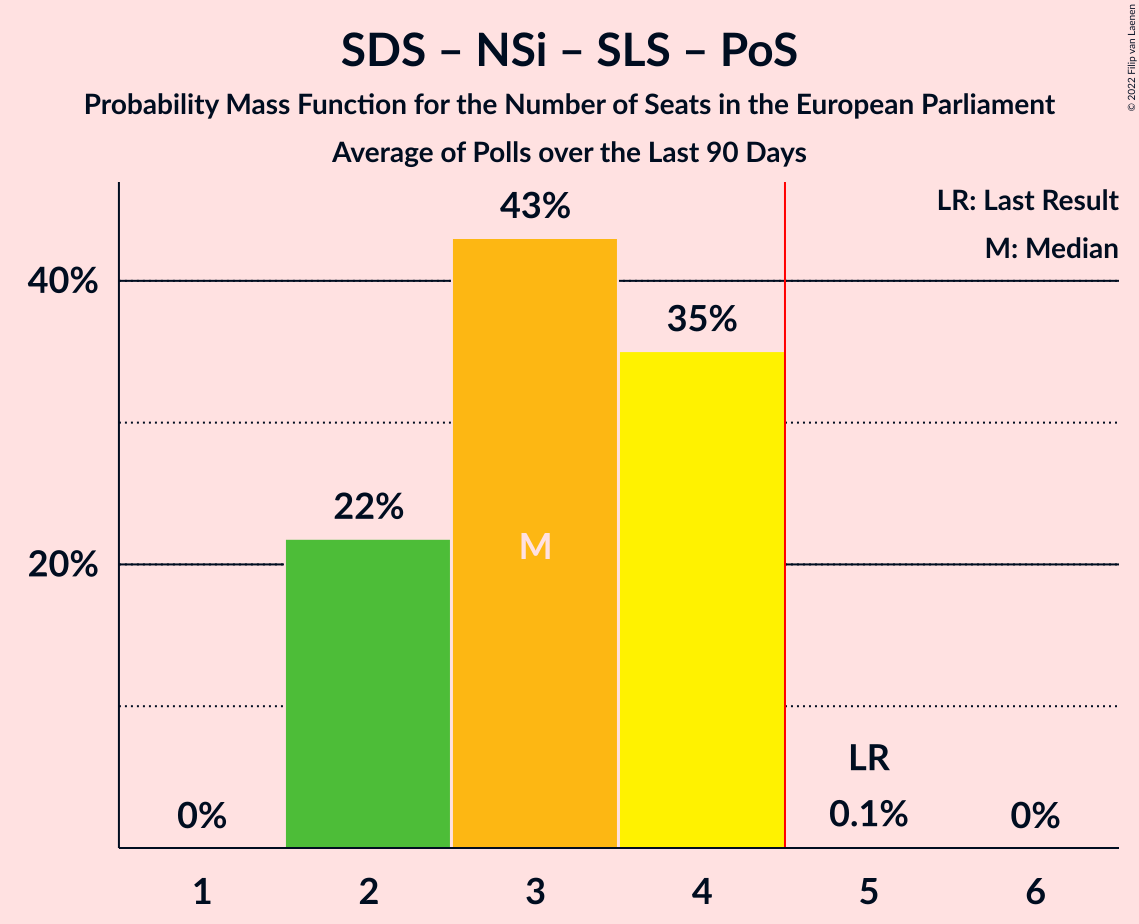 SDS – NSi – SLS – PoS
Probability Mass Function for the Number of Seats in the European Parliament
Average of Polls over the Last 90 Days
© 2022 Filip van Laenen
LR: Last Result
M: Median
43%
40%
35%
22%
M
20%
LR
0%
0.1%
0%
1 2 3 4 5 6